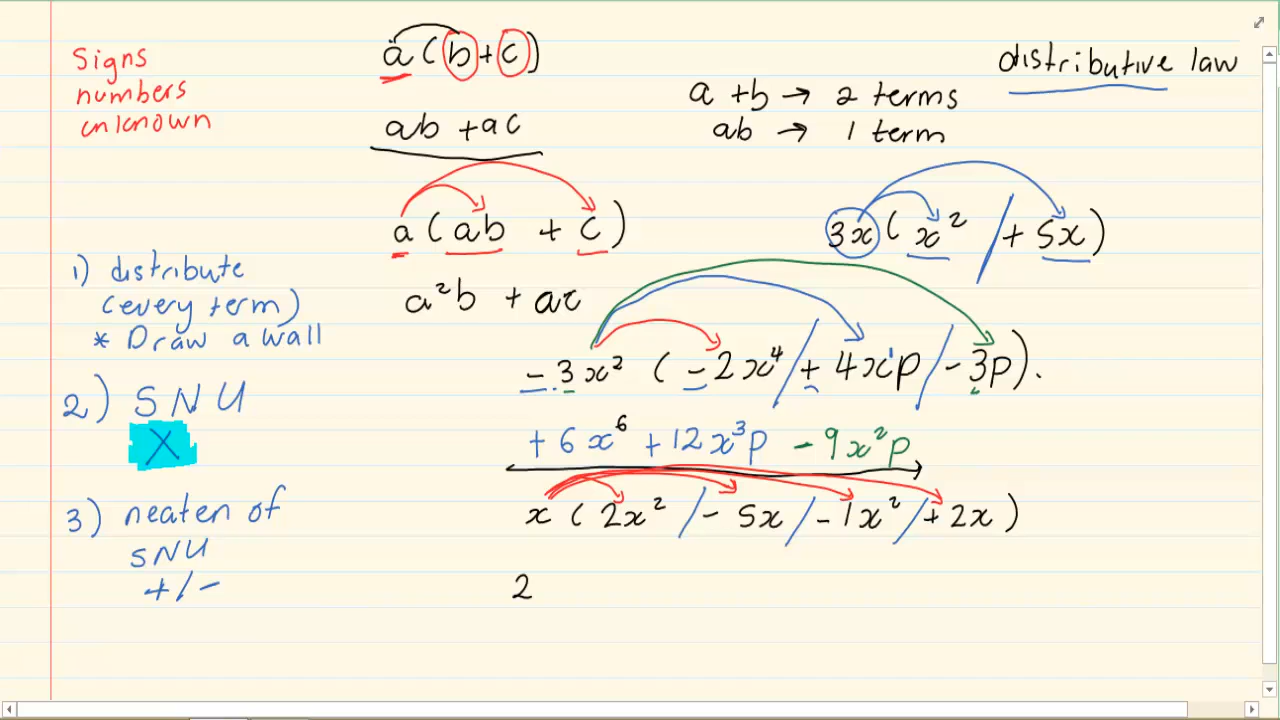 Signs
numbers
unknown
a (b+c)
ab +ac
distributive law
a +b → 2 terms
ab → 1 term
a (ab + c)
a²b + ac
3x (x² / + 5x)
1) distribute
(every term)
* Draw a wall
2) SNU
X
3) neaten of
SNU
+/-
-3x² (-2x⁴ / + 4x¹p / - 3p).
+ 6x⁶ + 12x³p - 9x²p
x (2x² / - 5x / - 1x² / + 2x)
2